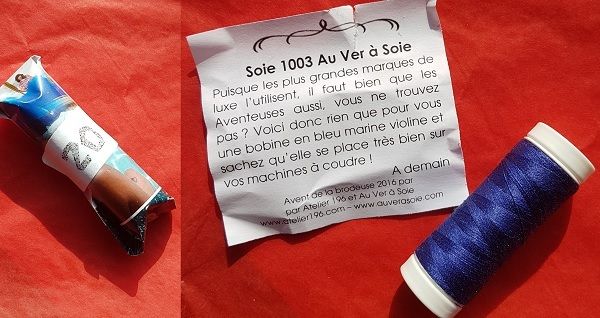 20
Soie 1003 Au Ver à Soie
Puisque les plus grandes marques de
luxe l'utilisent, il faut bien que les
Aventeuses aussi, vous ne trouvez
pas ? Voici donc rien que pour vous
une bobine en bleu marine violine et
sachez qu'elle se place très bien sur
vos machines à coudre !
A demain
Avent de la brodeuse 2016 par
par Atelier 196 et Au Ver à Soie
www.atelier196.com – www.auverasoie.com